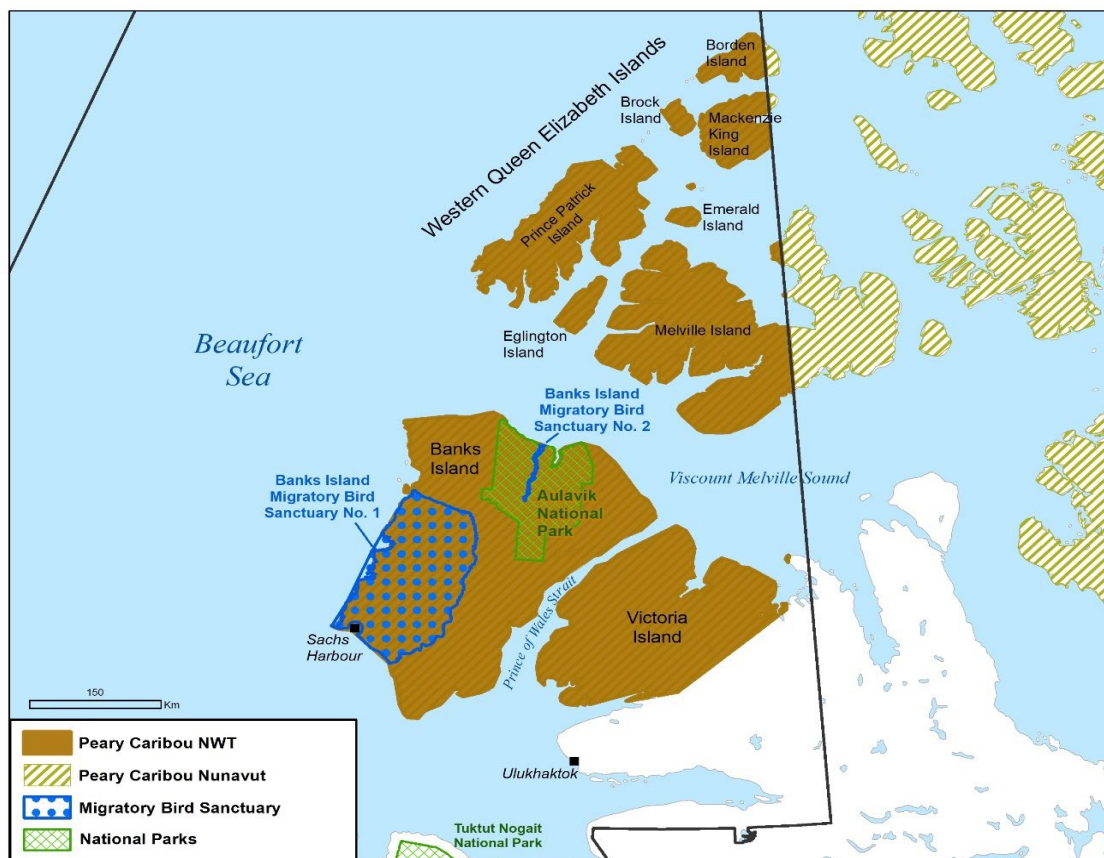 Western Queen Elizabeth Islands
Borden
Island
Brock
Island
Mackenzie
King
Island
Prince Patrick
Island
Emerald
Island
Eglington
Island
Melville Island
Beaufort
Sea
Banks Island
Migratory Bird
Sanctuary No. 2
Banks
Island
Banks Island
Migratory Bird
Sanctuary No. 1
Aulavik
National
Park
Viscount Melville Sound
Prince of Wales Strait
Victoria
Island
Sachs
Harbour
150
Km
Ulukhaktok
Tuktut Nogait
National Park
Peary Caribou NWT
Peary Caribou Nunavut
Migratory Bird Sanctuary
National Parks